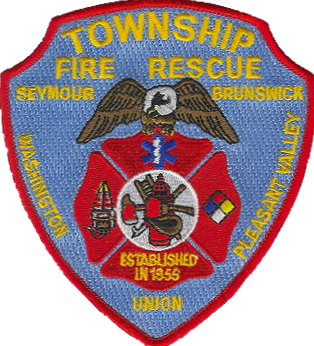 TOWNSHIP
FIRE RESCUE
SEYMOUR BRUNSWICK
WASHINGTON
PLEASANT VALLEY
ESTABLISHED
IN 1955
UNION